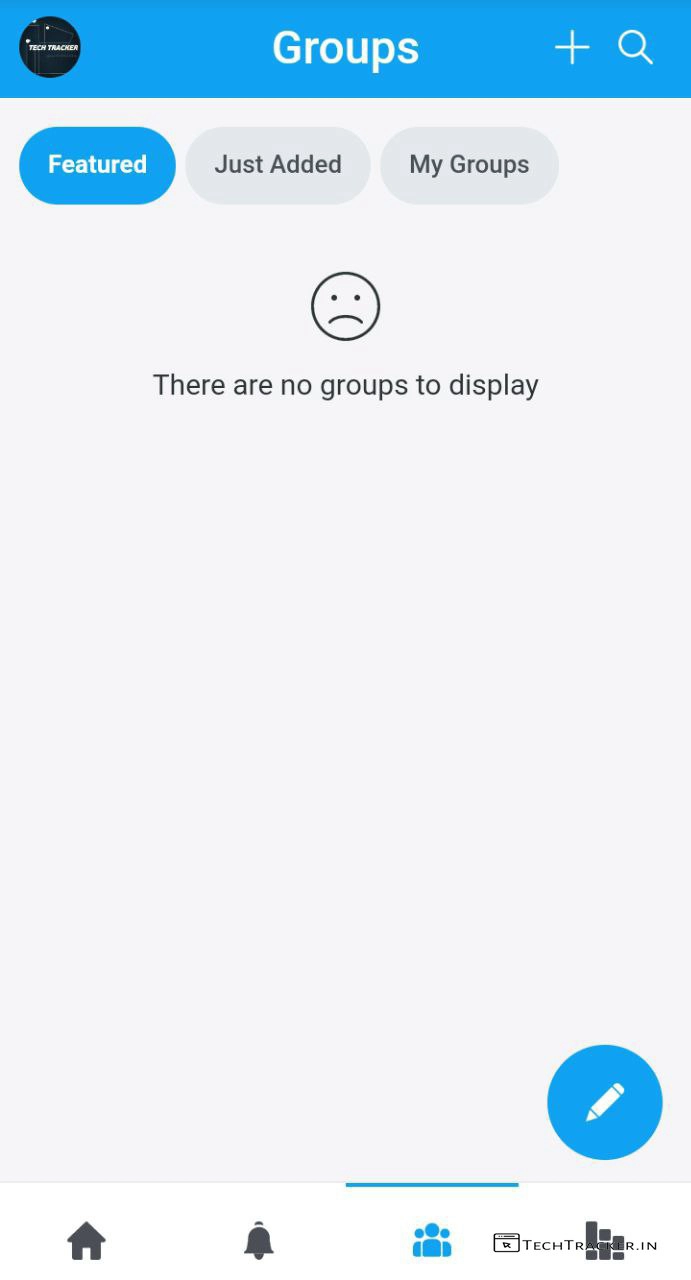 TECH TRACKER
Groups
Featured
Just Added
My Groups
There are no groups to display
TECHTRACKER.IN